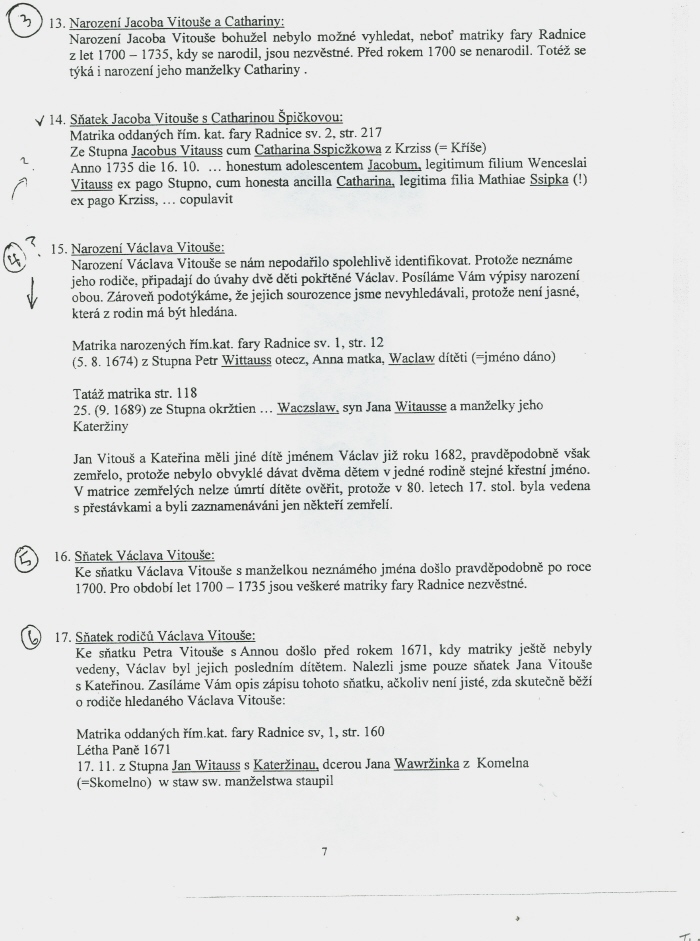 3 13. Narození Jacoba Vitouše a Cathariny:
Narození Jacoba Vitouše bohužel nebylo možné vyhledat, neboť matriky fary Radnice
z let 1700 – 1735, kdy se narodil, jsou nezvěstné. Před rokem 1700 se nenarodil. Totéž se
týká i narození jeho manželky Cathariny .
✓ 14. Sňatek Jacoba Vitouše s Catharinou Špičkovou:
Matrika oddaných řím. kat. fary Radnice sv. 2, str. 217
Ze Stupna Jacobus Vitauss cum Catharina Sspiczkowa z Krziss (= Kříše)
Anno 1735 die 16. 10. … honestum adolescentem Jacobum, legitimum filium Wenceslai
Vitauss ex pago Stupno, cum honesta ancilla Catharina, legitima filia Mathiae Ssipka (!)
ex pago Krziss, … copulavit
?.
4 ?. 15. Narození Václava Vitouše:
Narození Václava Vitouše se nám nepodařilo spolehlivě identifikovat. Protože neznáme
jeho rodiče, připadají do úvahy dvě děti pokřtěné Václav. Posíláme Vám výpisy narození
obou. Zároveň podotýkáme, že jejich sourozence jsme nevyhledávali, protože není jasné,
která z rodin má být hledána.
Matrika narozených řím.kat. fary Radnice sv. 1, str. 12
(5. 8. 1674) z Stupna Petr Wittauss otecz, Anna matka, Waclaw dítěti (=jméno dáno)
Tatáž matrika str. 118
25. (9. 1689) ze Stupna okržtien … Waczslaw, syn Jana Witausse a manželky jeho
Kateržiny
Jan Vitouš a Kateřina měli jiné dítě jménem Václav již roku 1682, pravděpodobně však
zemřelo, protože nebylo obvyklé dávat dvěma dětem v jedné rodině stejné křestní jméno.
V matrice zemřelých nelze úmrtí dítěte ověřit, protože v 80. letech 17. stol. byla vedena
s přestávkami a byli zaznamenáváni jen někteří zemřelí.
5 16. Sňatek Václava Vitouše:
Ke sňatku Václava Vitouše s manželkou neznámého jména došlo pravděpodobně po roce
1700. Pro období let 1700 – 1735 jsou veškeré matriky fary Radnice nezvěstné.
6 17. Sňatek rodičů Václava Vitouše:
Ke sňatku Petra Vitouše s Annou došlo před rokem 1671, kdy matriky ještě nebyly
vedeny, Václav byl jejich posledním dítětem. Nalezli jsme pouze sňatek Jana Vitouše
s Kateřinou. Zasíláme Vám opis zápisu tohoto sňatku, ačkoliv není jisté, zda skutečně běží
o rodiče hledaného Václava Vitouše:
Matrika oddaných řím.kat. fary Radnice sv, 1, str. 160
Létha Paně 1671
17. 11. z Stupna Jan Witauss s Kateržinau, dcerou Jana Wawržinka z Komelna
(=Skomelno) w staw sw. manželstwa staupil
7